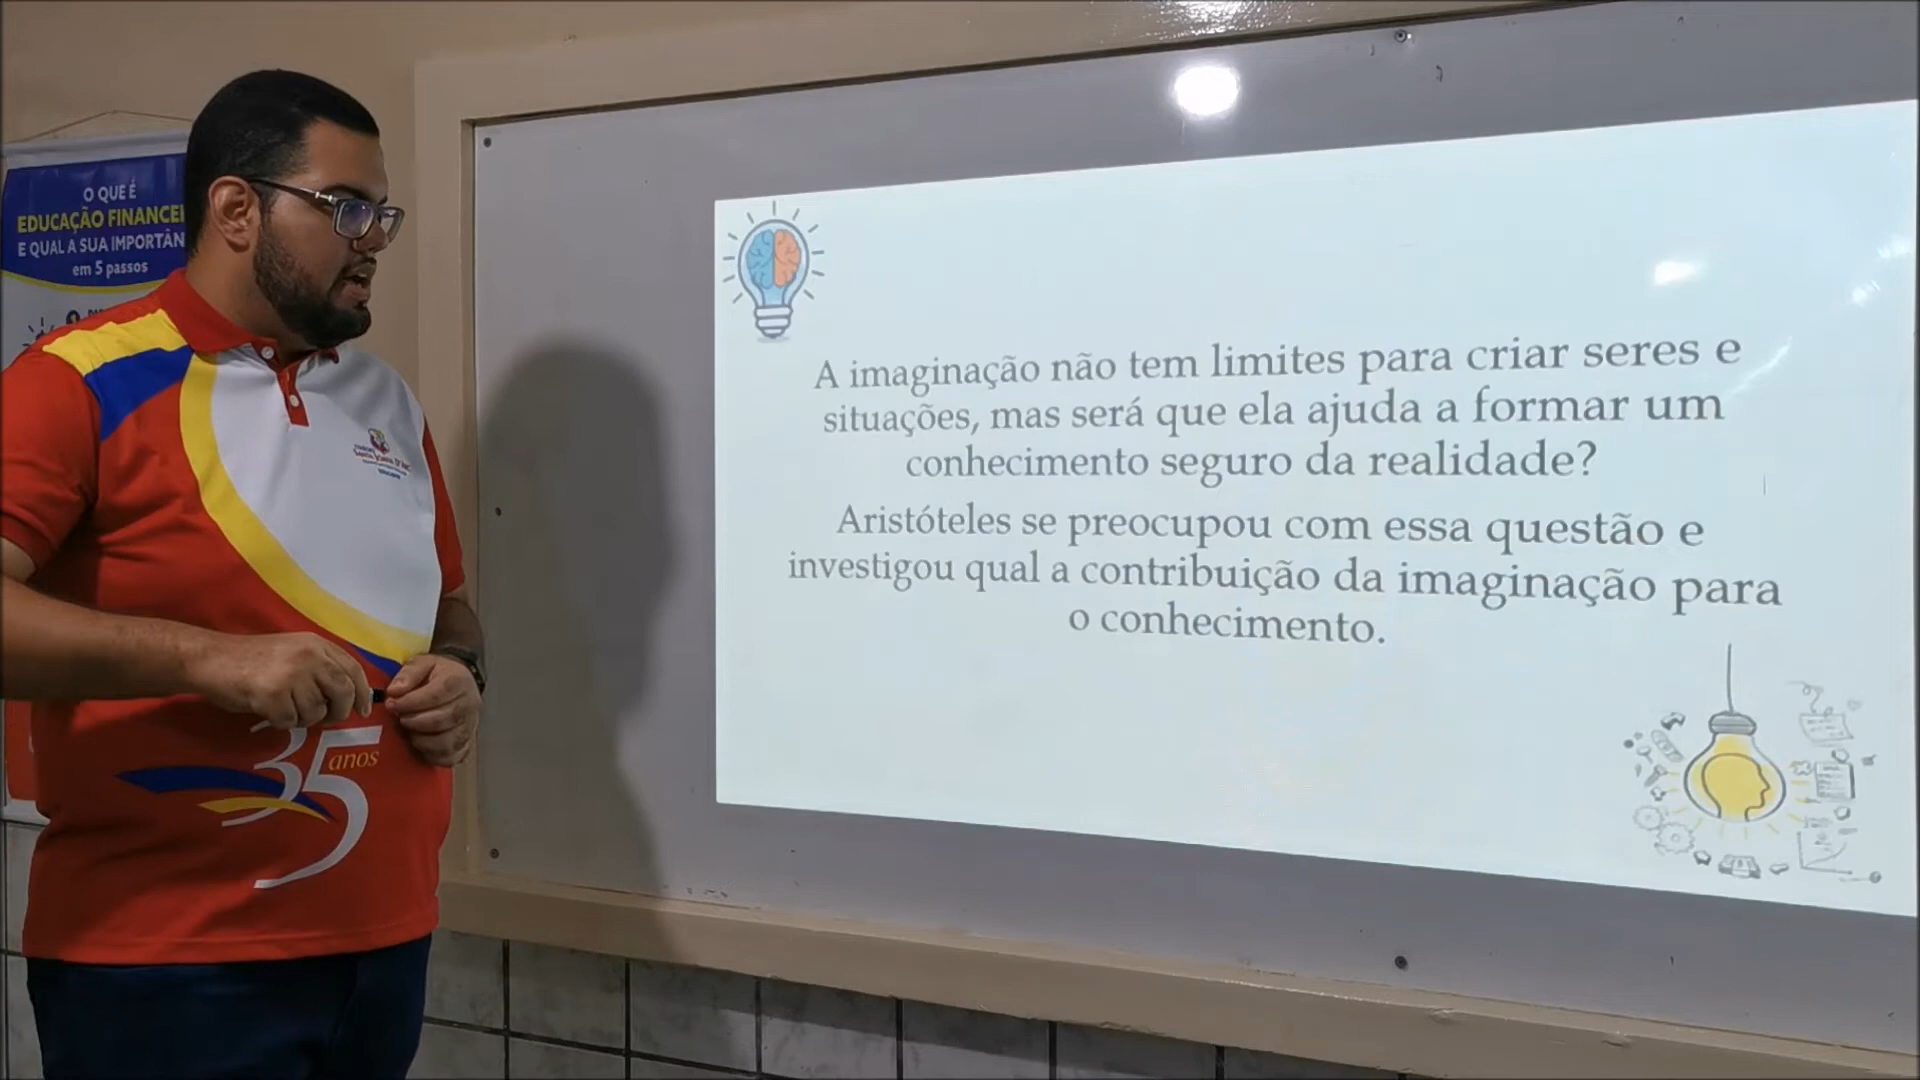 O QUE É
EDUCAÇÃO FINANCEI
E QUAL A SUA IMPORTÂN
em 5 passos
A imaginação não tem limites para criar seres e
situações, mas será que ela ajuda a formar um
conhecimento seguro da realidade?
Aristóteles se preocupou com essa questão e
investigou qual a contribuição da imaginação para
o conhecimento.
35
anos